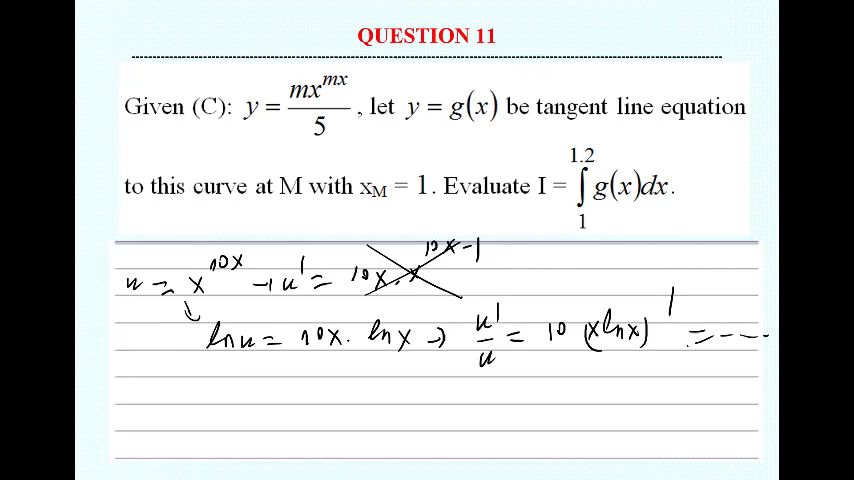 QUESTION 11
Given (C): y = mx^mx / 5 , let y = g(x) be tangent line equation
to this curve at M with x_M = 1. Evaluate I = ∫_1^1.2 g(x)dx.
u = x^10x → u' = 10x . x^10x-1
ln u = 10x . ln x → u'/u = 10 (x ln x)' = ----